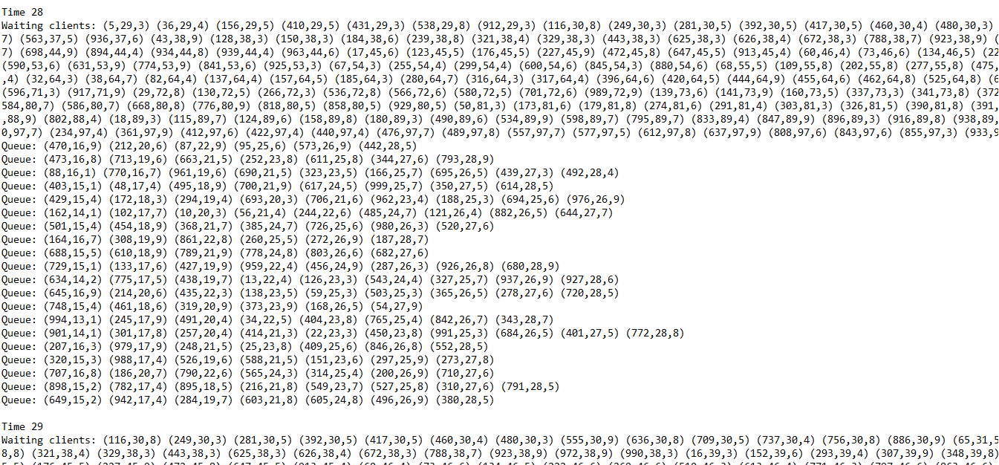 Time 28
Waiting clients: (5,29,3) (36,29,4) (156,29,5) (410,29,5) (431,29,3) (538,29,8) (912,29,3) (116,30,8) (249,30,3) (281,30,5) (392,30,5) (417,30,5) (460,30,4) (480,30,3)
7) (563,37,5) (936,37,6) (43,38,9) (128,38,3) (150,38,3) (184,38,6) (239,38,8) (321,38,4) (329,38,3) (443,38,3) (625,38,3) (626,38,4) (672,38,3) (788,38,7) (923,38,9) (
7) (698,44,9) (894,44,4) (934,44,8) (939,44,4) (963,44,6) (17,45,6) (123,45,5) (176,45,5) (227,45,9) (472,45,8) (647,45,5) (913,45,4) (60,46,4) (73,46,6) (134,46,5) (22
(590,53,6) (631,53,9) (774,53,9) (841,53,6) (925,53,3) (67,54,3) (255,54,4) (299,54,4) (600,54,6) (845,54,3) (880,54,6) (68,55,5) (109,55,8) (202,55,8) (277,55,8) (475,
,4) (32,64,3) (38,64,7) (82,64,4) (137,64,4) (157,64,5) (185,64,3) (280,64,7) (316,64,3) (317,64,4) (396,64,6) (420,64,5) (444,64,9) (455,64,6) (462,64,8) (525,64,8) (6
(596,71,3) (917,71,9) (29,72,8) (130,72,5) (266,72,3) (536,72,8) (566,72,6) (580,72,5) (701,72,6) (989,72,9) (139,73,6) (141,73,9) (160,73,5) (337,73,3) (341,73,8) (372
584,80,7) (586,80,7) (668,80,8) (776,80,9) (818,80,5) (858,80,5) (929,80,5) (50,81,3) (173,81,6) (179,81,8) (274,81,6) (291,81,4) (303,81,3) (326,81,5) (390,81,8) (391,
,88,9) (802,88,4) (18,89,3) (115,89,7) (124,89,6) (158,89,8) (180,89,3) (490,89,6) (534,89,9) (598,89,7) (795,89,7) (833,89,4) (847,89,9) (896,89,3) (916,89,8) (938,89,
0,97,7) (234,97,4) (361,97,9) (412,97,6) (422,97,4) (440,97,4) (476,97,7) (489,97,8) (557,97,7) (577,97,5) (612,97,8) (637,97,9) (808,97,6) (843,97,6) (855,97,3) (933,9
Queue: (470,16,9) (212,20,6) (87,22,9) (95,25,6) (573,26,9) (442,28,5)
Queue: (473,16,8) (713,19,6) (663,21,5) (252,23,8) (611,25,8) (344,27,6) (793,28,9)
Queue: (88,16,1) (770,16,7) (961,19,6) (690,21,5) (323,23,5) (166,25,7) (695,26,5) (439,27,3) (492,28,4)
Queue: (403,15,1) (48,17,4) (495,18,9) (700,21,9) (617,24,5) (999,25,7) (350,27,5) (614,28,5)
Queue: (429,15,4) (172,18,3) (294,19,4) (693,20,3) (706,21,6) (962,23,4) (188,25,3) (694,25,6) (976,26,9)
Queue: (162,14,1) (102,17,7) (10,20,3) (56,21,4) (244,22,6) (485,24,7) (121,26,4) (882,26,5) (644,27,7)
Queue: (501,15,4) (454,18,9) (368,21,7) (385,24,7) (726,25,6) (980,26,3) (520,27,6)
Queue: (164,16,7) (308,19,9) (861,22,8) (260,25,5) (272,26,9) (187,28,7)
Queue: (688,15,5) (610,18,9) (789,21,9) (778,24,8) (803,26,6) (682,27,6)
Queue: (729,15,1) (133,17,6) (427,19,9) (959,22,4) (456,24,9) (287,26,3) (926,26,8) (680,28,9)
Queue: (634,14,2) (775,17,5) (438,19,7) (13,22,4) (126,23,3) (543,24,4) (327,25,7) (937,26,9) (927,28,6)
Queue: (645,16,9) (214,20,6) (435,22,3) (138,23,5) (59,25,3) (503,25,3) (365,26,5) (278,27,6) (720,28,5)
Queue: (748,15,4) (461,18,6) (319,20,9) (373,23,9) (168,26,5) (54,27,9)
Queue: (994,13,1) (245,17,9) (491,20,4) (34,22,5) (404,23,8) (765,25,4) (842,26,7) (343,28,7)
Queue: (901,14,1) (301,17,8) (257,20,4) (414,21,3) (22,23,3) (450,23,8) (991,25,3) (684,26,5) (401,27,5) (772,28,8)
Queue: (207,16,3) (979,17,9) (248,21,5) (25,23,8) (409,25,6) (846,26,8) (552,28,5)
Queue: (320,15,3) (988,17,4) (526,19,6) (588,21,5) (151,23,6) (297,25,9) (273,27,8)
Queue: (707,16,8) (186,20,7) (790,22,6) (565,24,3) (314,25,4) (200,26,9) (710,27,6)
Queue: (898,15,2) (782,17,4) (895,18,5) (216,21,8) (549,23,7) (527,25,8) (310,27,6) (791,28,5)
Queue: (649,15,2) (942,17,4) (284,19,7) (603,21,8) (605,24,8) (496,26,9) (380,28,5)
Time 29
Waiting clients: (116,30,8) (249,30,3) (281,30,5) (392,30,5) (417,30,5) (460,30,4) (480,30,3) (555,30,9) (636,30,8) (709,30,5) (737,30,4) (756,30,8) (886,30,9) (65,31,5
8,8) (321,38,4) (329,38,3) (443,38,3) (625,38,3) (626,38,4) (672,38,3) (788,38,7) (923,38,9) (972,38,9) (990,38,3) (16,39,3) (152,39,6) (293,39,4) (307,39,9) (348,39,8)